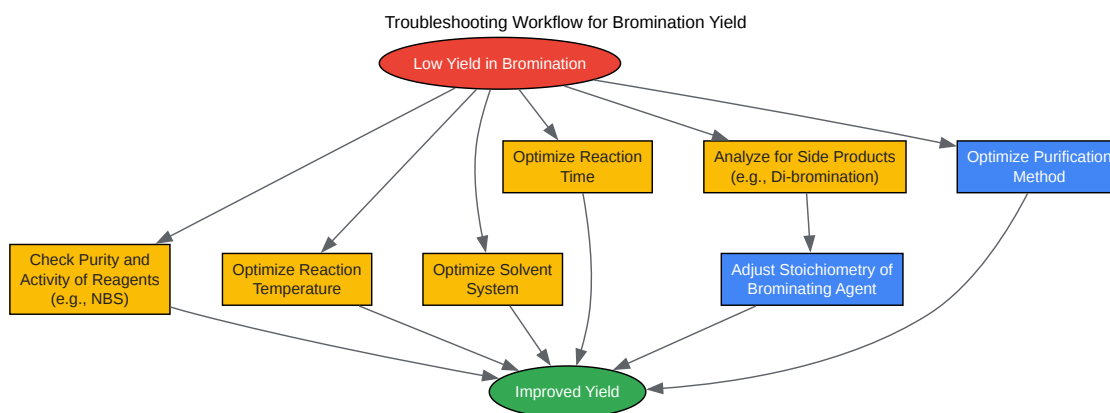 Troubleshooting Workflow for Bromination Yield
Low Yield in Bromination
Optimize Reaction
Time
Analyze for Side Products
(e.g., Di-bromination)
Optimize Purification
Method
Check Purity and
Activity of Reagents
(e.g., NBS)
Optimize Reaction
Temperature
Optimize Solvent
System
Adjust Stoichiometry of
Brominating Agent
Improved Yield